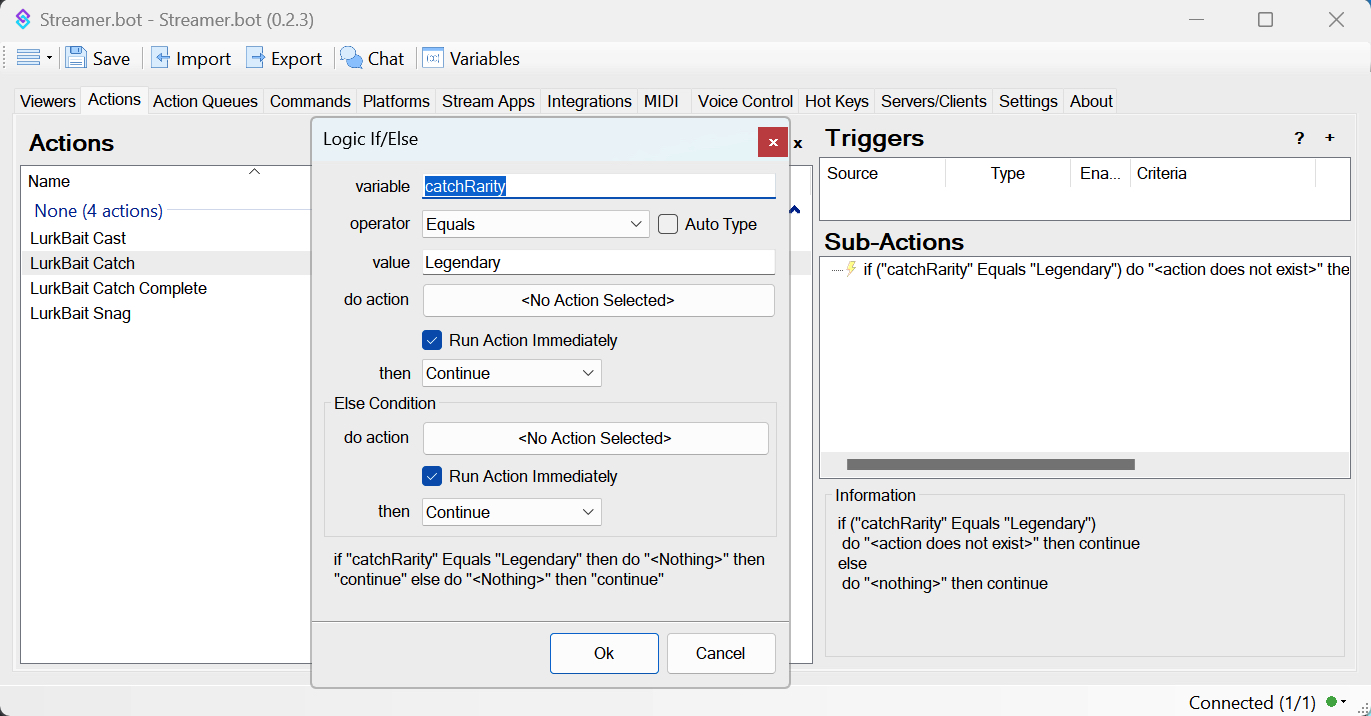 Streamer.bot - Streamer.bot (0.2.3)
Save Import Export Chat Variables
Viewers Actions Action Queues Commands Platforms Stream Apps Integrations MIDI Voice Control Hot Keys Servers/Clients Settings About
Actions
Name
None (4 actions)
LurkBait Cast
LurkBait Catch
LurkBait Catch Complete
LurkBait Snag
Logic If/Else
variable catchRarity
operator Equals Auto Type
value Legendary
do action <No Action Selected>
Run Action Immediately
then Continue
Else Condition
do action <No Action Selected>
Run Action Immediately
then Continue
if "catchRarity" Equals "Legendary" then do "<Nothing>" then
"continue" else do "<Nothing>" then "continue"
Ok Cancel
x
Triggers ? +
Source Type Ena... Criteria
Sub-Actions
if ("catchRarity" Equals "Legendary") do "<action does not exist>" the
Information
if ("catchRarity" Equals "Legendary")
do "<action does not exist>" then continue
else
do "<nothing>" then continue
Connected (1/1)